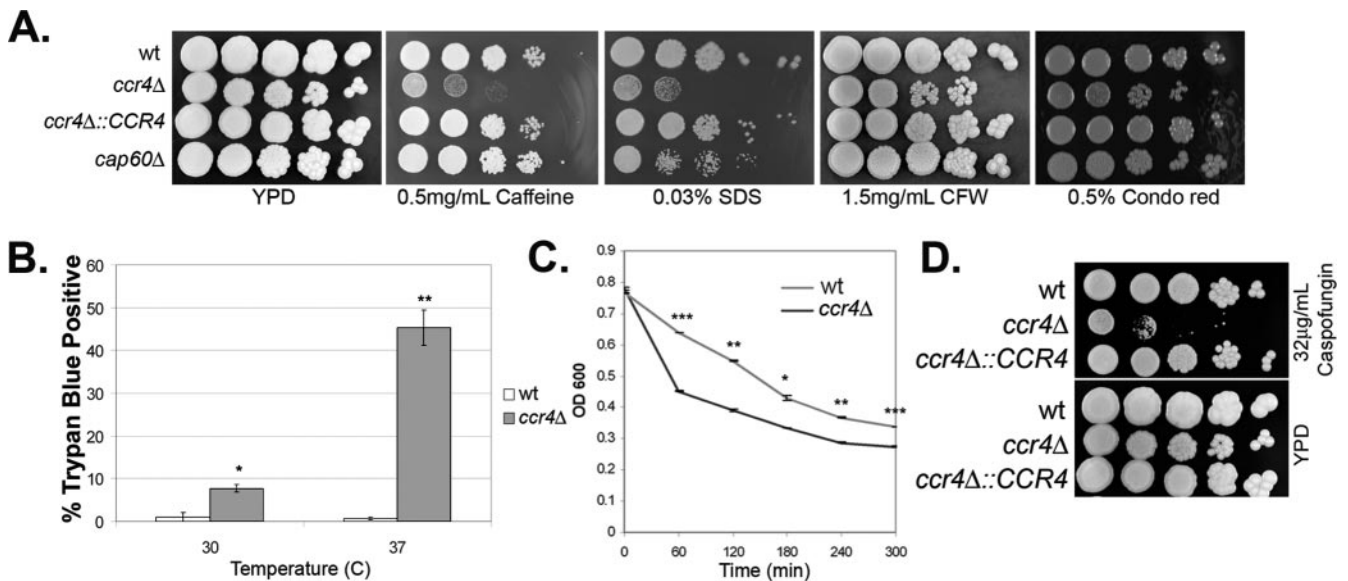 A.
wt
ccr4Δ
ccr4Δ::CCR4
cap60Δ
YPD
0.5mg/mL Caffeine
0.03% SDS
1.5mg/mL CFW
0.5% Condo red
B.
% Trypan Blue Positive
60
50
40
30
20
10
0
*
**
wt
ccr4Δ
30
37
Temperature (C)
C.
OD 600
0.9
0.8
0.7
0.6
0.5
0.4
0.3
0.2
0.1
0
wt
ccr4Δ
***
**
*
**
***
0
60
120
180
240
300
Time (min)
D.
wt
ccr4Δ
ccr4Δ::CCR4
32µg/mL
Caspofungin
wt
ccr4Δ
ccr4Δ::CCR4
YPD